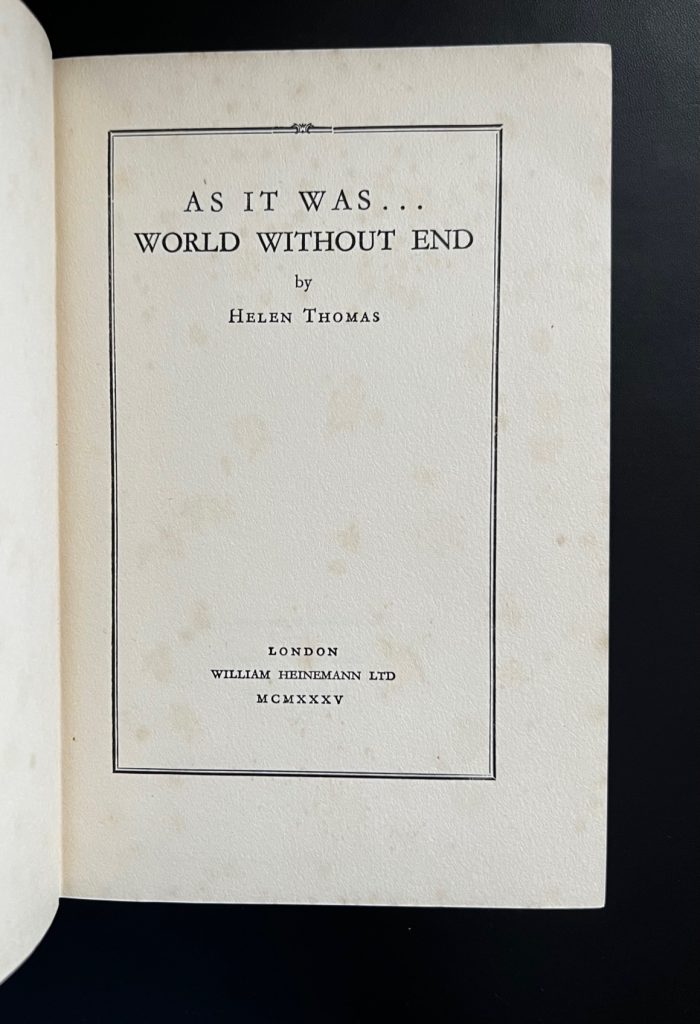 AS IT WAS...
WORLD WITHOUT END
by
HELEN THOMAS
LONDON
WILLIAM HEINEMANN LTD
MCMXXXV